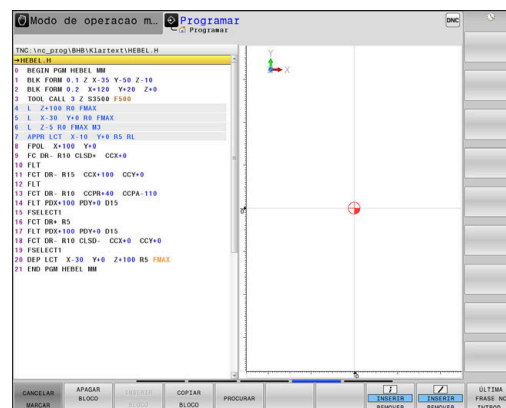 Modo de operacao m… Programar DNC
Programar
TNC:\nc_prog\BHB\Klartext\HEBEL.H
→HEBEL.H
0 BEGIN PGM HEBEL MM
1 BLK FORM 0.1 Z X-35 Y-50 Z-10
2 BLK FORM 0.2 X+120 Y+20 Z+0
3 TOOL CALL 3 Z S3500 F500
4 L Z+100 R0 FMAX
5 L X-30 Y+0 R0 FMAX
6 L Z-5 R0 FMAX M3
7 APPR LCT X-10 Y+0 R5 RL
8 FPOL X+100 Y+0
9 FC DR- R10 CLSD+ CCX+0
10 FLT
11 FCT DR- R15 CCX+100 CCY+0
12 FLT
13 FCT DR- R10 CCPR+40 CCPA-110
14 FLT PDX+100 PDY+0 D15
15 FSELECT1
16 FCT DR+ R5
17 FLT PDX+100 PDY+0 D15
18 FCT DR- R10 CLSD- CCX+0 CCY+0
19 FSELECT1
20 DEP LCT X-30 Y+0 Z+100 R5 FMAX
21 END PGM HEBEL MM
Y
X
0
0
CANCELAR MARCAR
APAGAR BLOCO
INSERIR BLOCO
COPIAR BLOCO
PROCURAR
INSERIR REMOVER
INSERIR REMOVER
ÚLTIMA FRASE NC INTROD.